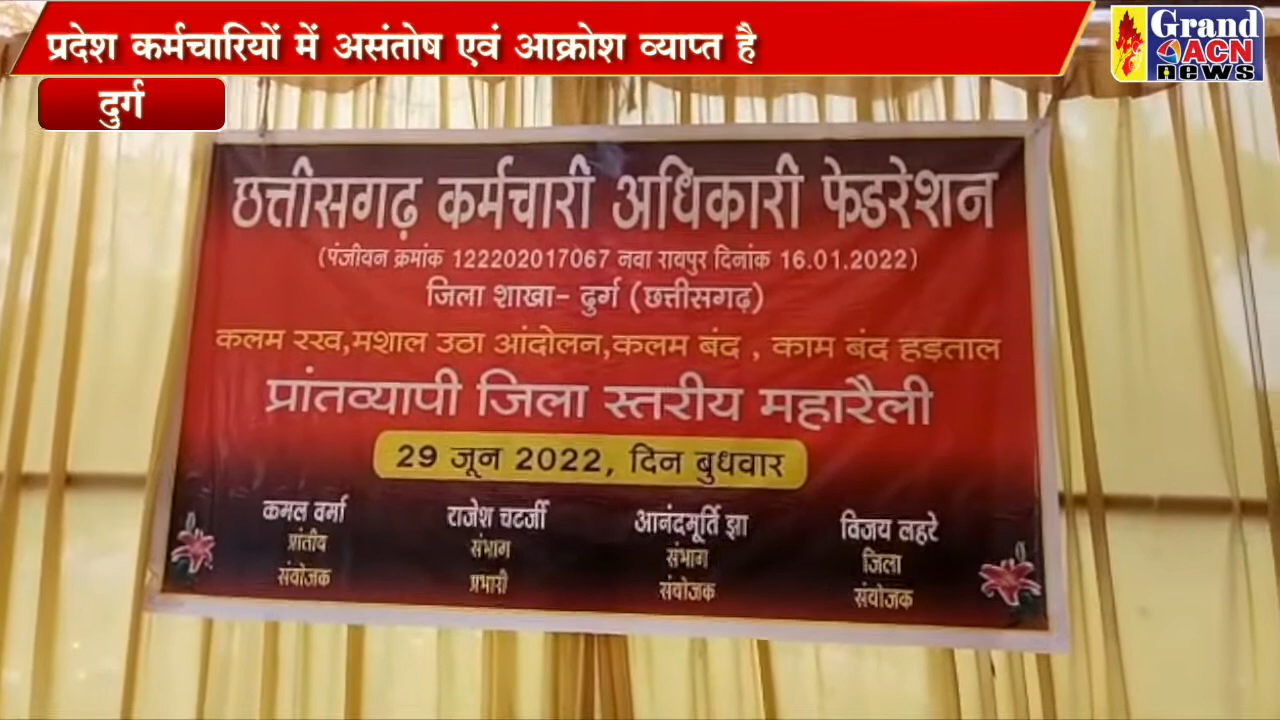 प्रदेश कर्मचारियों में असंतोष एवं आक्रोश व्याप्त है
Grand
ACN
news
दुर्ग
छत्तीसगढ़ कर्मचारी अधिकारी फेडरेशन
(पंजीवन क्रमांक 122202017067 नवा रायपुर दिनांक 16.01.2022)
जिला शाखा- दुर्ग (छत्तीसगढ़)
कलम रख,मशाल उठा आंदोलन,कलम बंद , काम बंद हड़ताल
प्रांतव्यापी जिला स्तरीय महारैली
29 जून 2022, दिन बुधवार
कमल वर्मा राजेश चटर्जी आनंदमूर्ति झा विजय लहरे
प्रांतीय संभाग संभाग जिला
संयोजक प्रभारी संयोजक संयोजक